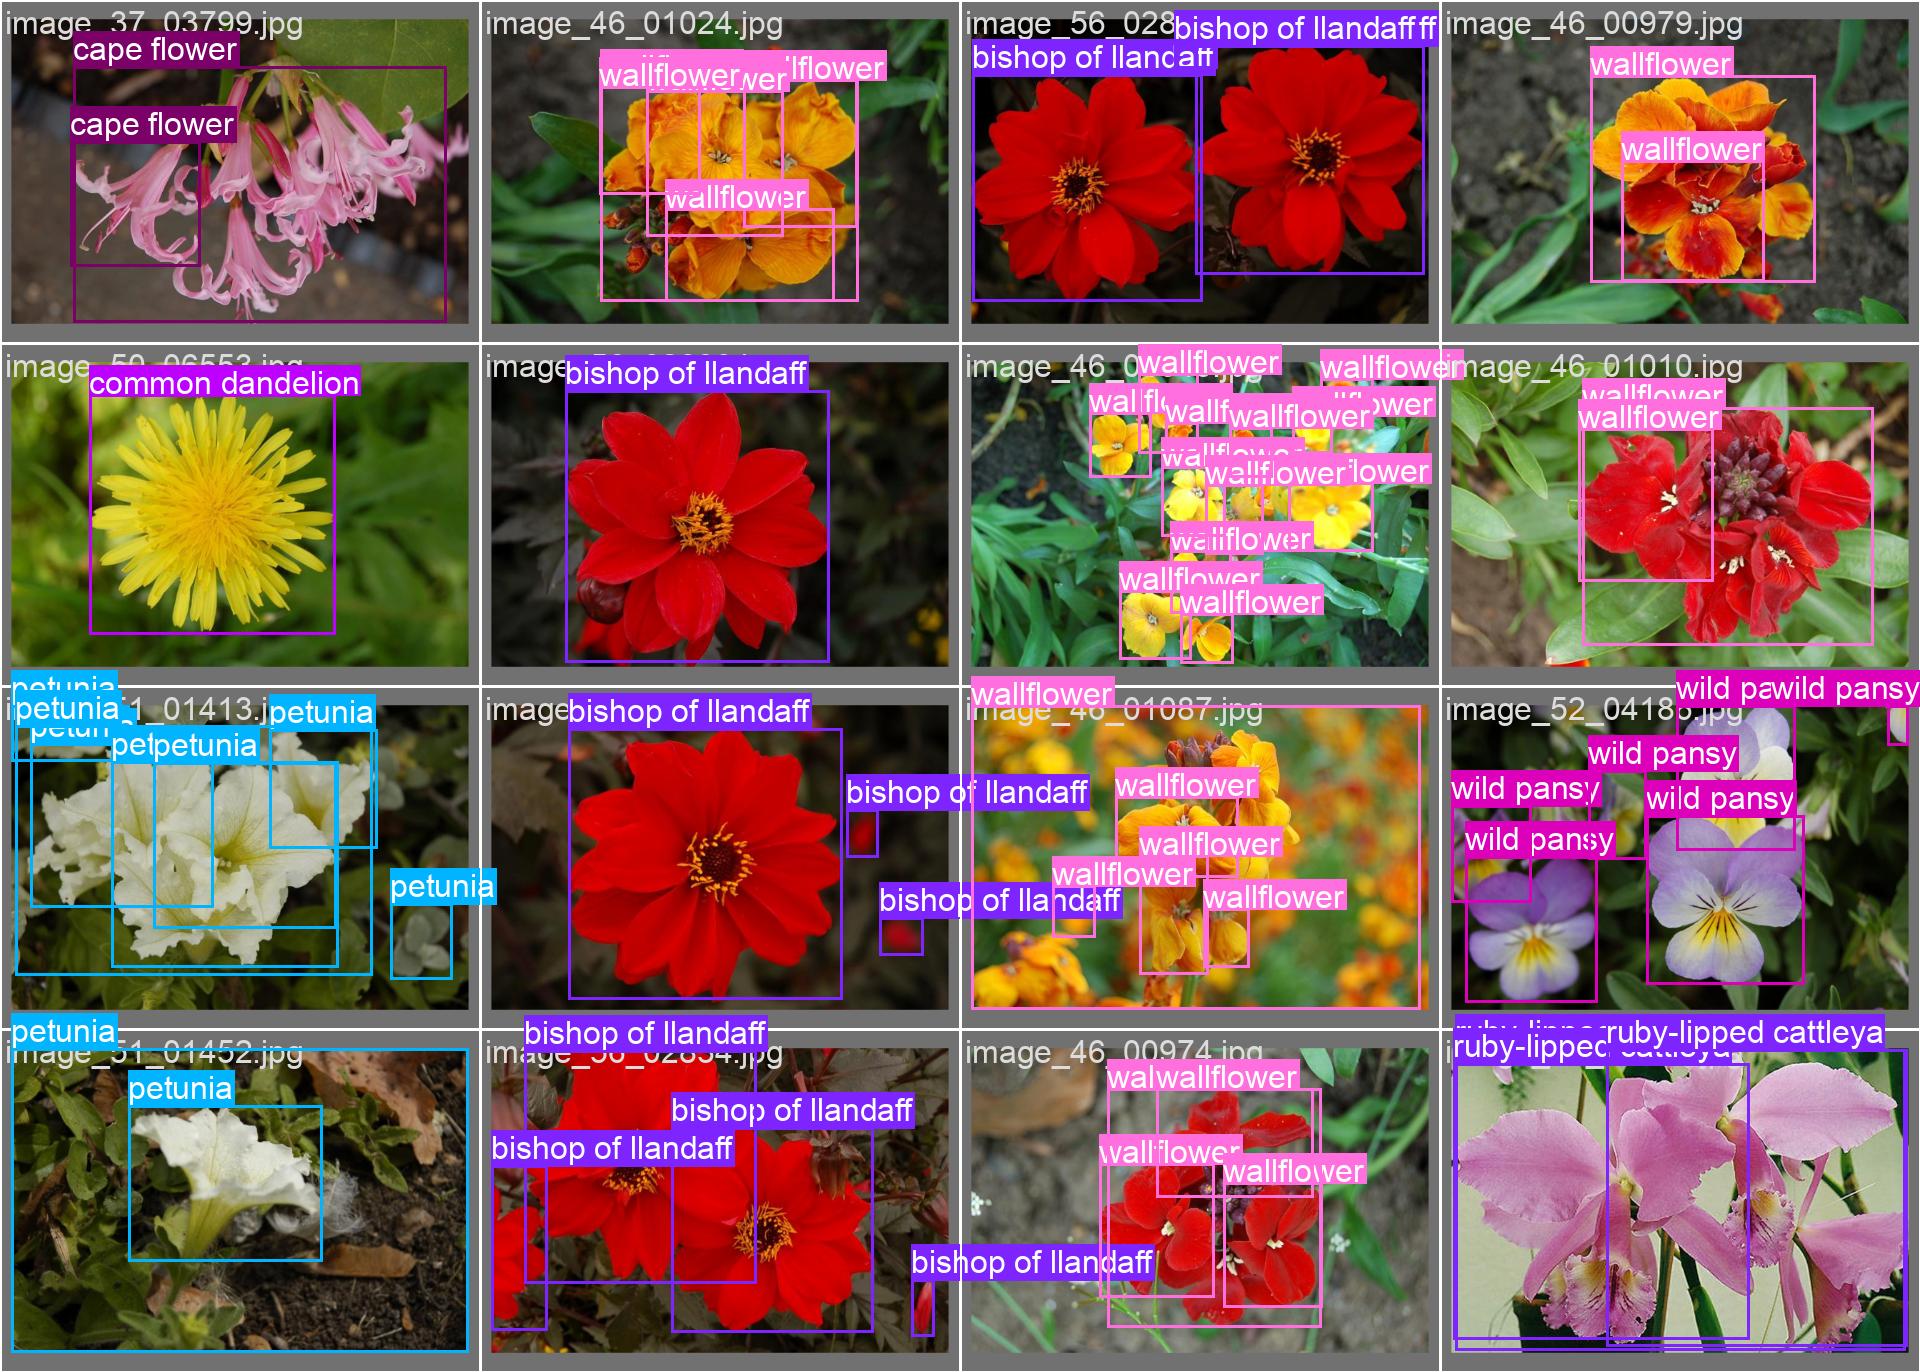 image_37_03799.jpg
cape flower
cape flower
image_46_01024.jpg
wallflower
wallflower
image_56_028
bishop of llandaff
bishop of llandaff
image_46_00979.jpg
wallflower
wallflower
common dandelion
bishop of llandaff
wallflower
wallflower
wallflower
wallflower
wallflower
wallflower
wallflower
image_46_01010.jpg
wallflower
wallflower
petunia
petunia
petunia
petunia
petunia
bishop of llandaff
bishop of llandaff
bishop of llandaff
wallflower
image_46_01087.jpg
wallflower
wallflower
wallflower
wallflower
wild pansy
image_52_0418
wild pansy
wild pansy
wild pansy
wild pansy
petunia
image_51_01452.jpg
petunia
bishop of llandaff
bishop of llandaff
bishop of llandaff
bishop of llandaff
image_46_00974.jpg
wallflower
wallflower
wallflower
ruby-lipped cattleya
ruby-lipped